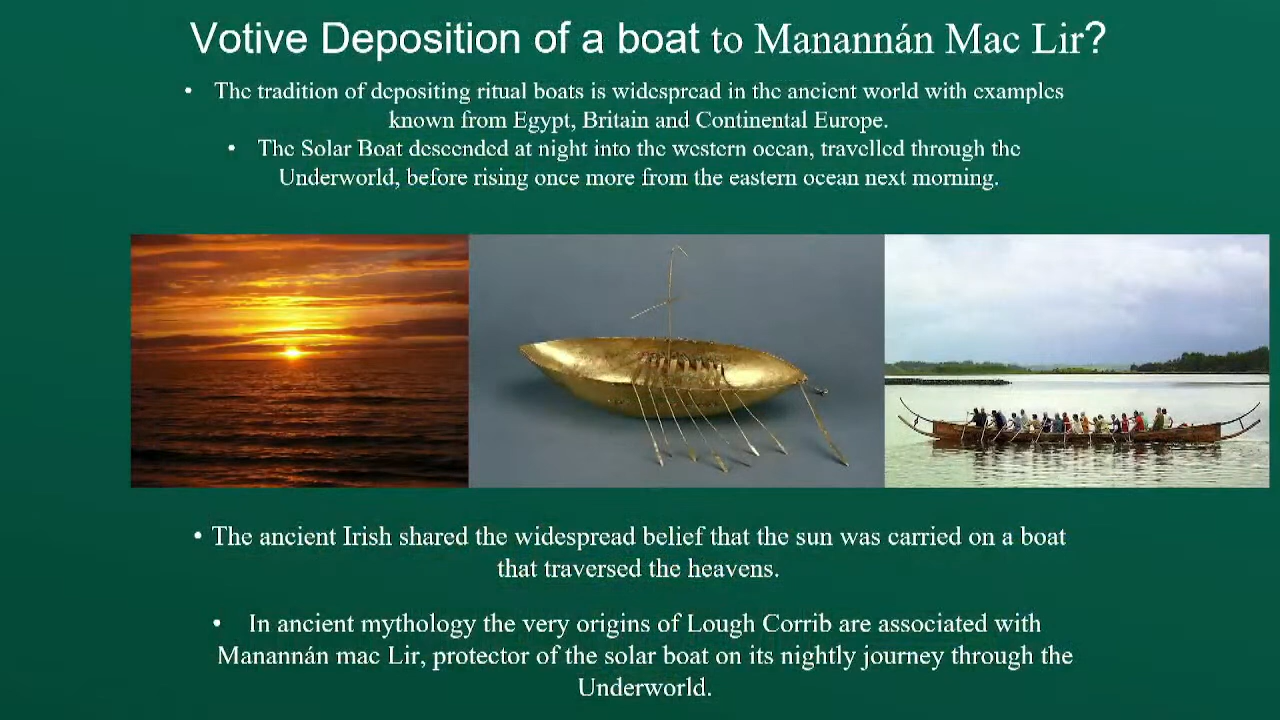 Votive Deposition of a boat to Manannán Mac Lir?
• The tradition of depositing ritual boats is widespread in the ancient world with examples
known from Egypt, Britain and Continental Europe.
• The Solar Boat descended at night into the western ocean, travelled through the
Underworld, before rising once more from the eastern ocean next morning.
• The ancient Irish shared the widespread belief that the sun was carried on a boat
that traversed the heavens.
• In ancient mythology the very origins of Lough Corrib are associated with
Manannán mac Lir, protector of the solar boat on its nightly journey through the
Underworld.